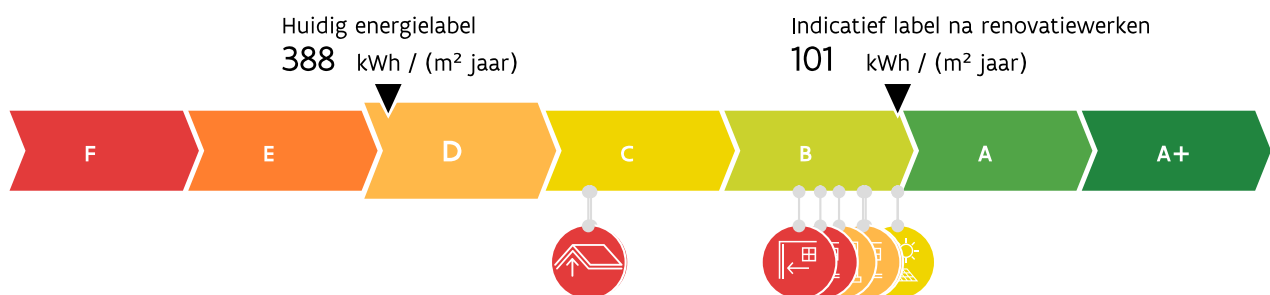 Huidig energielabel
388 kWh / (m² jaar)
Indicatief label na renovatiewerken
101 kWh / (m² jaar)
F E D C B A A+